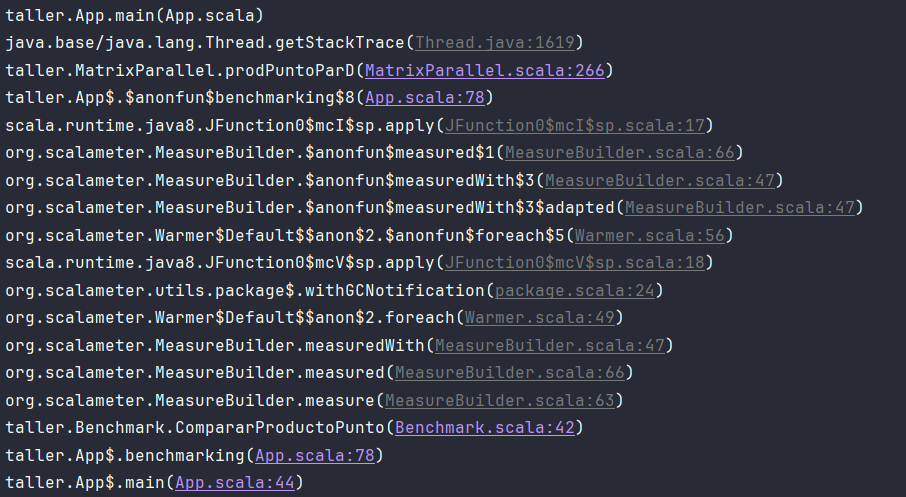 taller.App.main(App.scala)
java.base/java.lang.Thread.getStackTrace(Thread.java:1619)
taller.MatrixParallel.prodPuntoParD(MatrixParallel.scala:266)
taller.App$.$anonfun$benchmarking$8(App.scala:78)
scala.runtime.java8.JFunction0$mcI$sp.apply(JFunction0$mcI$sp.scala:17)
org.scalameter.MeasureBuilder.$anonfun$measured$1(MeasureBuilder.scala:66)
org.scalameter.MeasureBuilder.$anonfun$measuredWith$3(MeasureBuilder.scala:47)
org.scalameter.MeasureBuilder.$anonfun$measuredWith$3$adapted(MeasureBuilder.scala:47)
org.scalameter.Warmer$Default$$anon$2.$anonfun$foreach$5(Warmer.scala:56)
scala.runtime.java8.JFunction0$mcV$sp.apply(JFunction0$mcV$sp.scala:18)
org.scalameter.utils.package$.withGCNotification(package.scala:24)
org.scalameter.Warmer$Default$$anon$2.foreach(Warmer.scala:49)
org.scalameter.MeasureBuilder.measuredWith(MeasureBuilder.scala:47)
org.scalameter.MeasureBuilder.measured(MeasureBuilder.scala:66)
org.scalameter.MeasureBuilder.measure(MeasureBuilder.scala:63)
taller.Benchmark.CompararProductoPunto(Benchmark.scala:42)
taller.App$.benchmarking(App.scala:78)
taller.App$.main(App.scala:44)